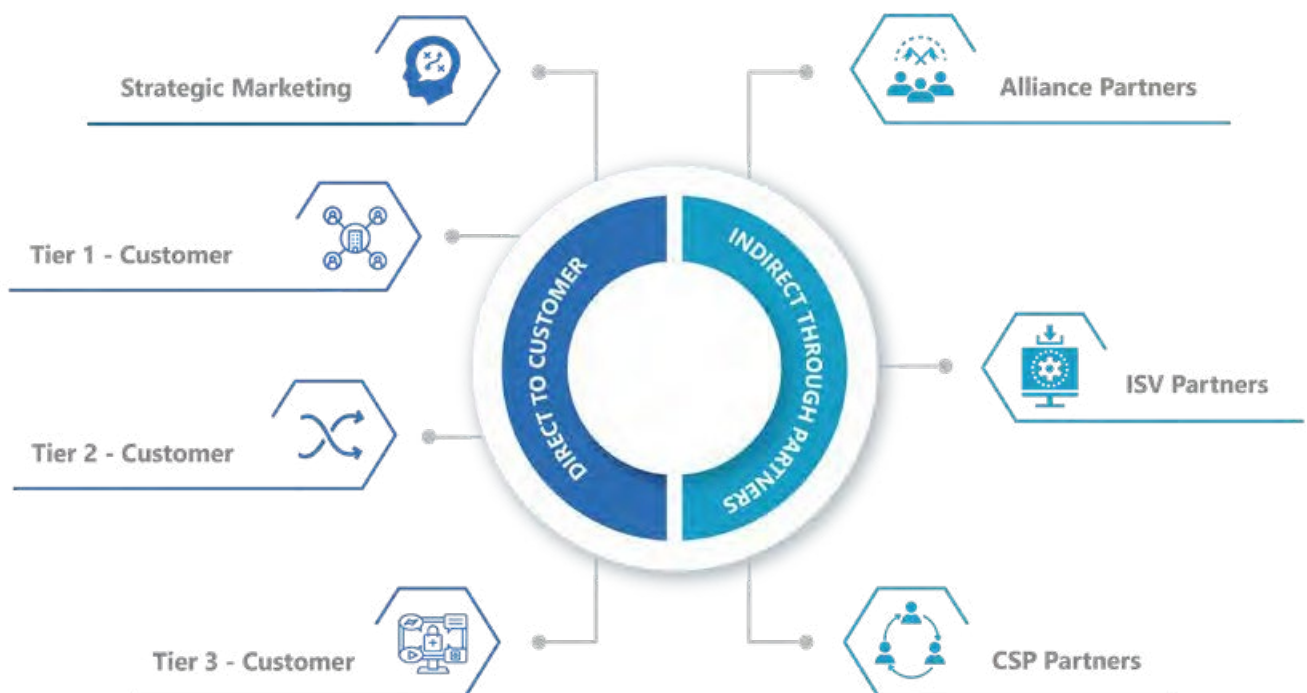 Strategic Marketing
Alliance Partners
Tier 1 - Customer
DIRECT TO CUSTOMER
INDIRECT THROUGH PARTNERS
ISV Partners
Tier 2 - Customer
Tier 3 - Customer
CSP Partners